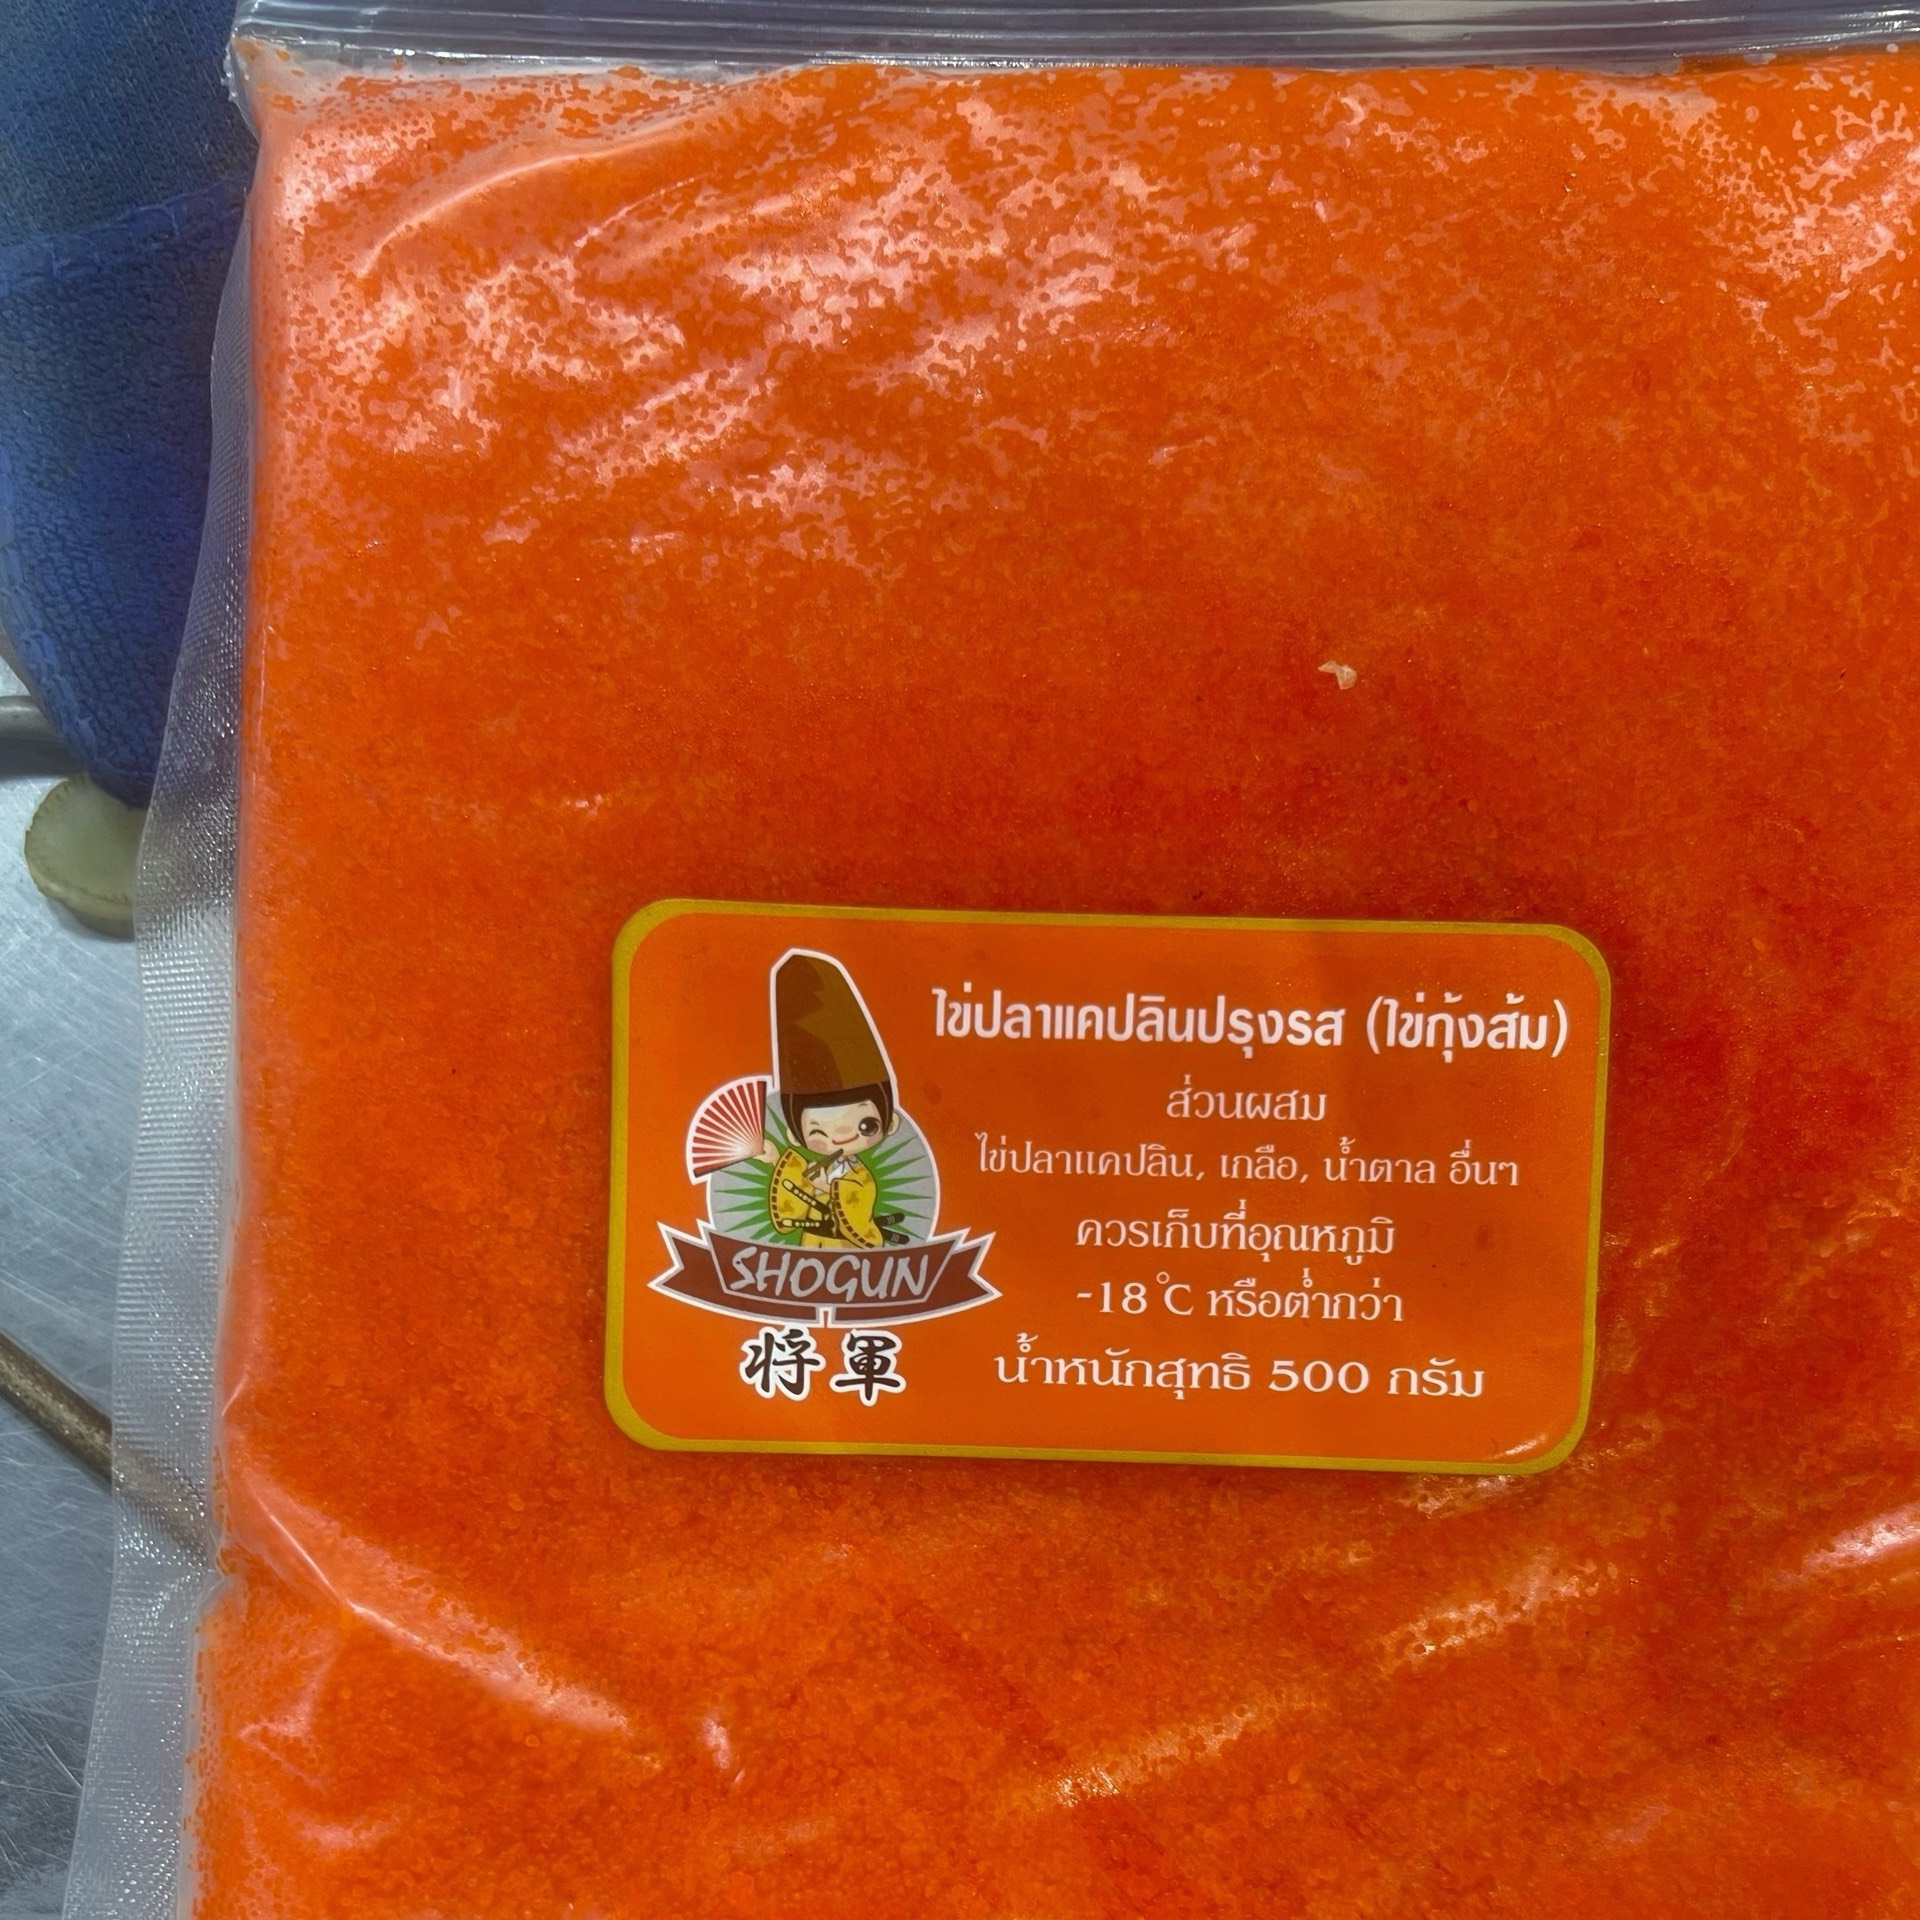 ไข่ปลาแคปลินปรุงรส (ไข่กุ้งส้ม)
ส่วนผสม
ไข่ปลาแคปลิน, เกลือ, น้ำตาล อื่นๆ
ควรเก็บที่อุณหภูมิ
-18°C หรือต่ำกว่า
น้ำหนักสุทธิ 500 กรัม
SHOGUN
将軍